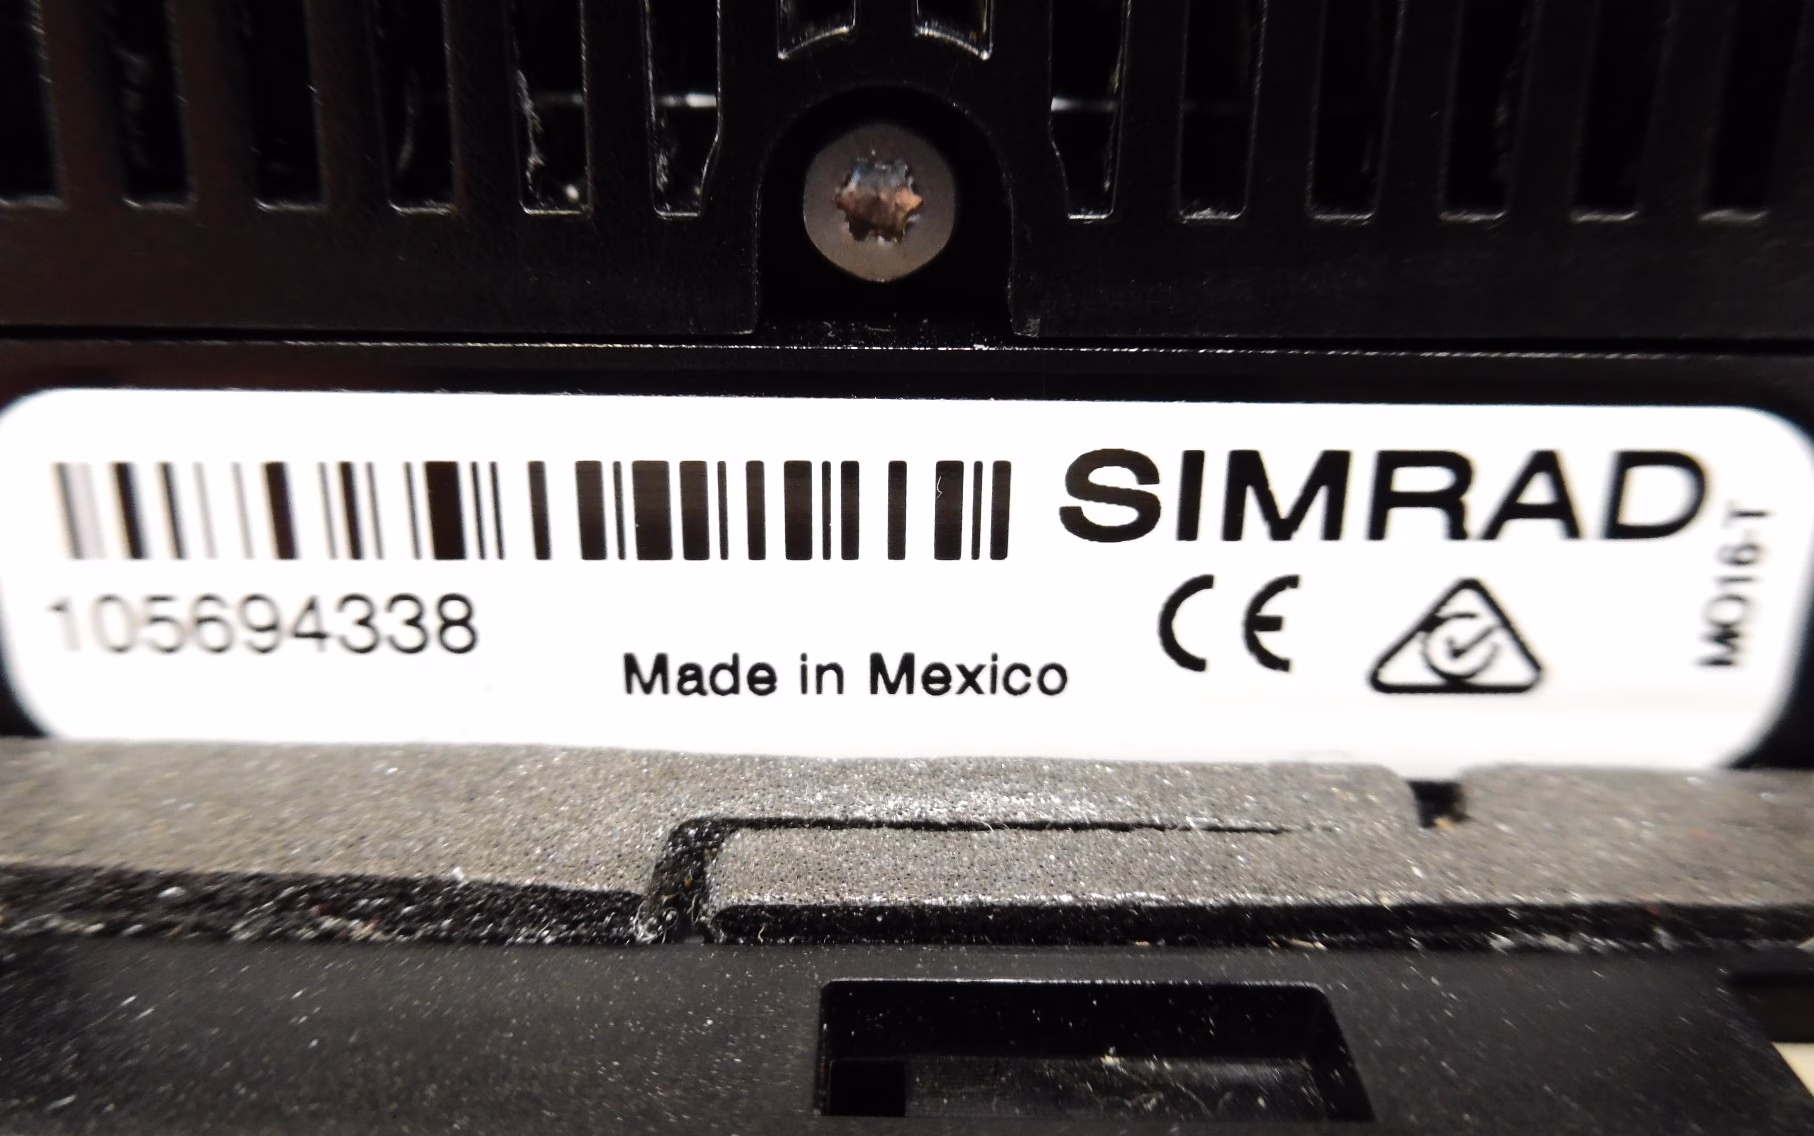 SIMRAD
MO16-T
105694338
Made in Mexico
CE